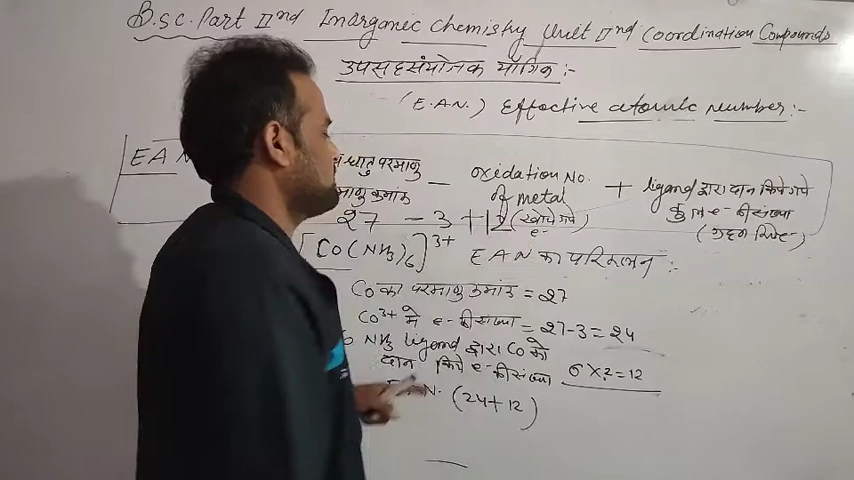 B.sc. Part IInd Inorganic Chemistry Unit IInd Coordination Compounds
उपसहसंयोजक यौगिक :-
(E.A.N.) Effective atomic number :-
EAN धातु परमाणु — oxidation No. + ligand द्वारा दान किये गये
क्रमांक of metal कुल e- की संख्या
27 - 3 + 12 (खोये गये e-)
[Co(NH3)6]3+ EAN का परिकलन :-
Co का परमाणु क्रमांक = 27
Co3+ मे e- की संख्या = 27-3 = 24
6 NH3 ligand द्वारा Co को
दान किये e- की संख्या 6 x 2 = 12
E.A.N. (24+12)